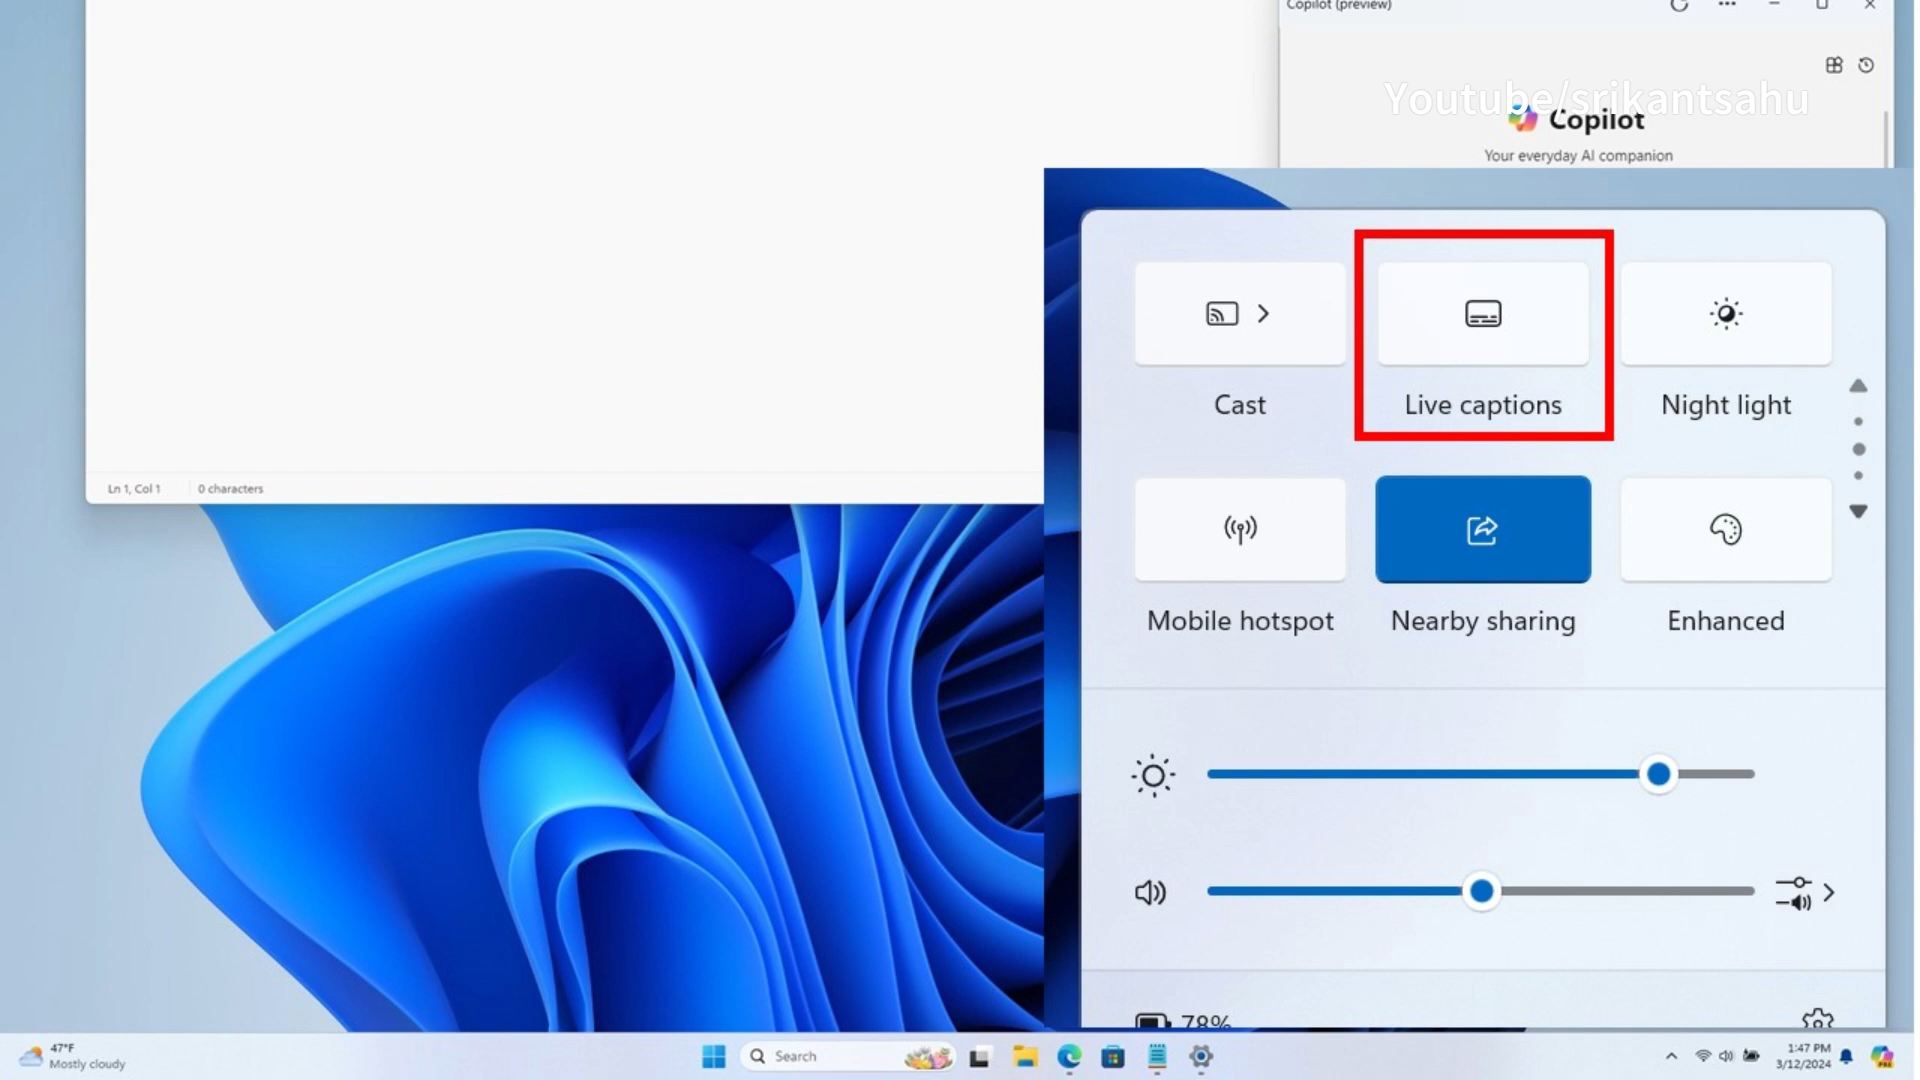 Copilot (preview)
Youtube/srikantsahu
Copilot
Your everyday AI companion
Cast
Live captions
Night light
Mobile hotspot
Nearby sharing
Enhanced
78%
Ln 1, Col 1
0 characters
47°F
Mostly cloudy
Search
1:47 PM
3/12/2024
PRE